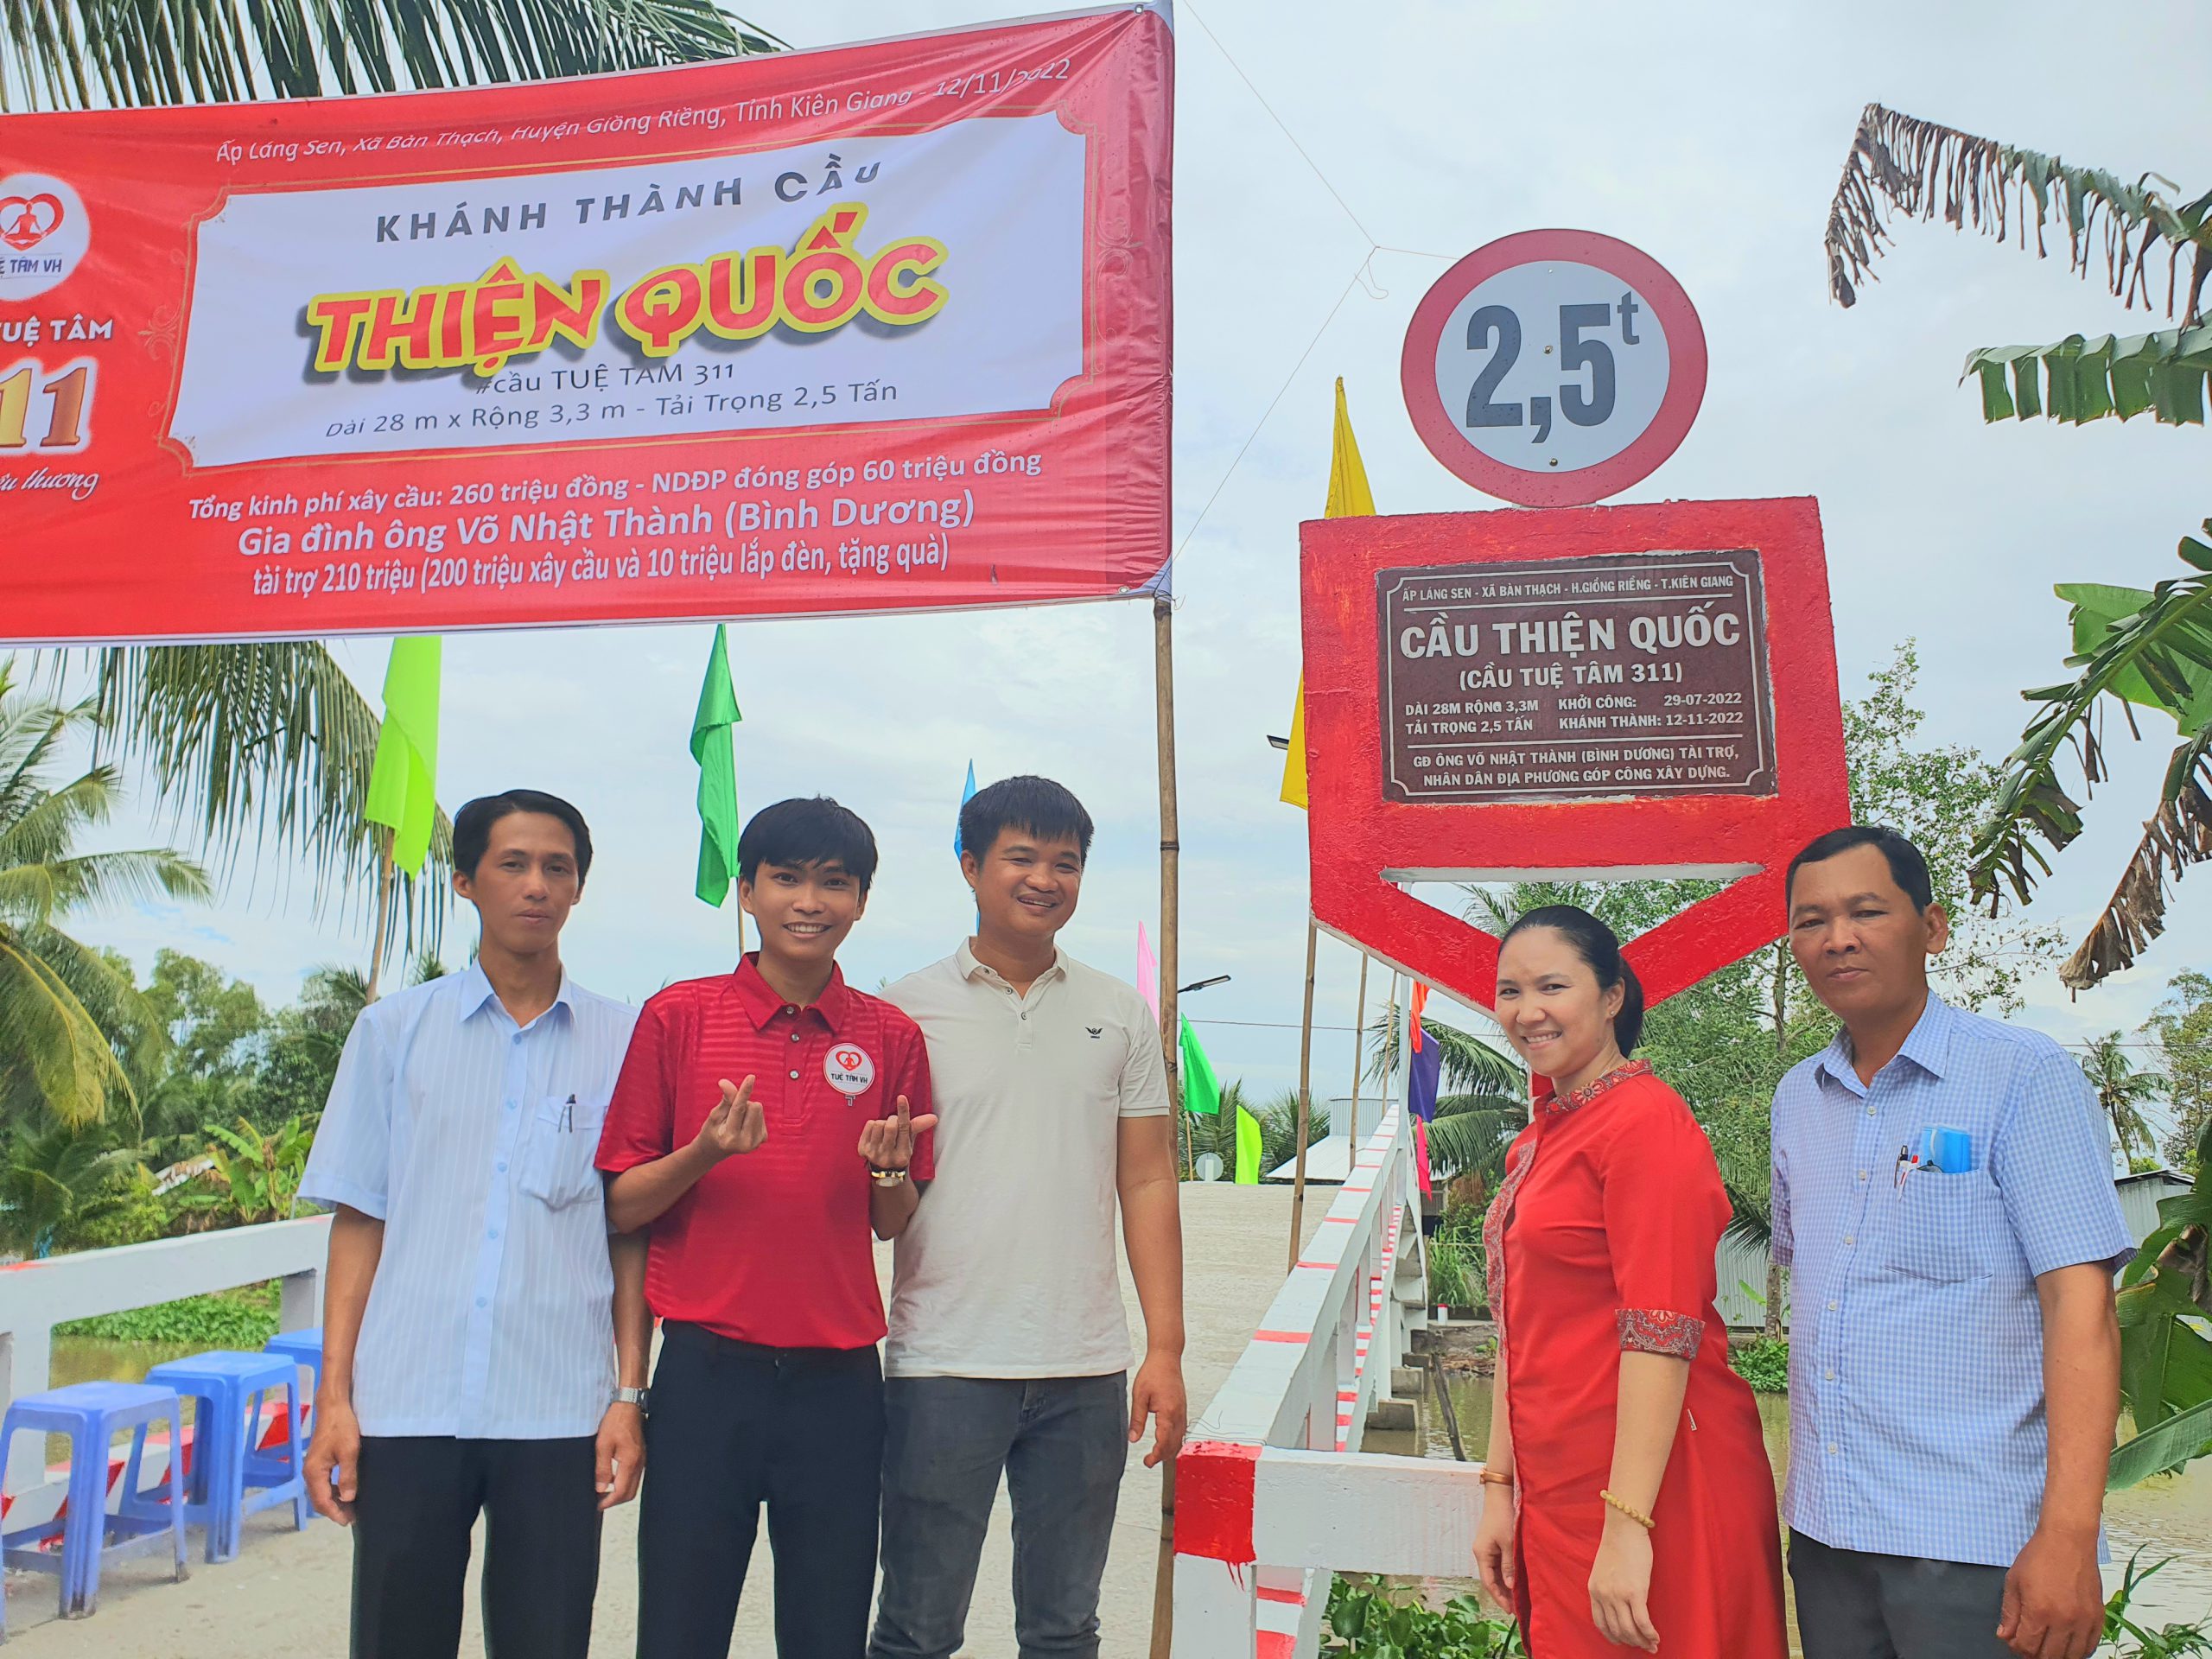 Ấp Láng Sen, Xã Bàn Thạch, Huyện Giồng Riềng, Tỉnh Kiên Giang - 12/11/2022
KHÁNH THÀNH CẦU
THIỆN QUỐC
#cầu TUỆ TÂM 311
Dài 28 m x Rộng 3,3 m - Tải Trọng 2,5 Tấn
Tổng kinh phí xây cầu: 260 triệu đồng - NDĐP đóng góp 60 triệu đồng
Gia đình ông Võ Nhật Thành (Bình Dương)
tài trợ 210 triệu (200 triệu xây cầu và 10 triệu lắp đèn, tặng quà)
TÂM VH
TÂM
11
thương
2,5t
ẤP LÁNG SEN - XÃ BÀN THẠCH - H.GIỒNG RIỀNG - T.KIÊN GIANG
CẦU THIỆN QUỐC
(CẦU TUỆ TÂM 311)
DÀI 28M RỘNG 3,3M KHỞI CÔNG: 29-07-2022
TẢI TRỌNG 2,5 TẤN KHÁNH THÀNH: 12-11-2022
GĐ ÔNG VÕ NHẬT THÀNH (BÌNH DƯƠNG) TÀI TRỢ,
NHÂN DÂN ĐỊA PHƯƠNG GÓP CÔNG XÂY DỰNG.
TUỆ TÂM VH